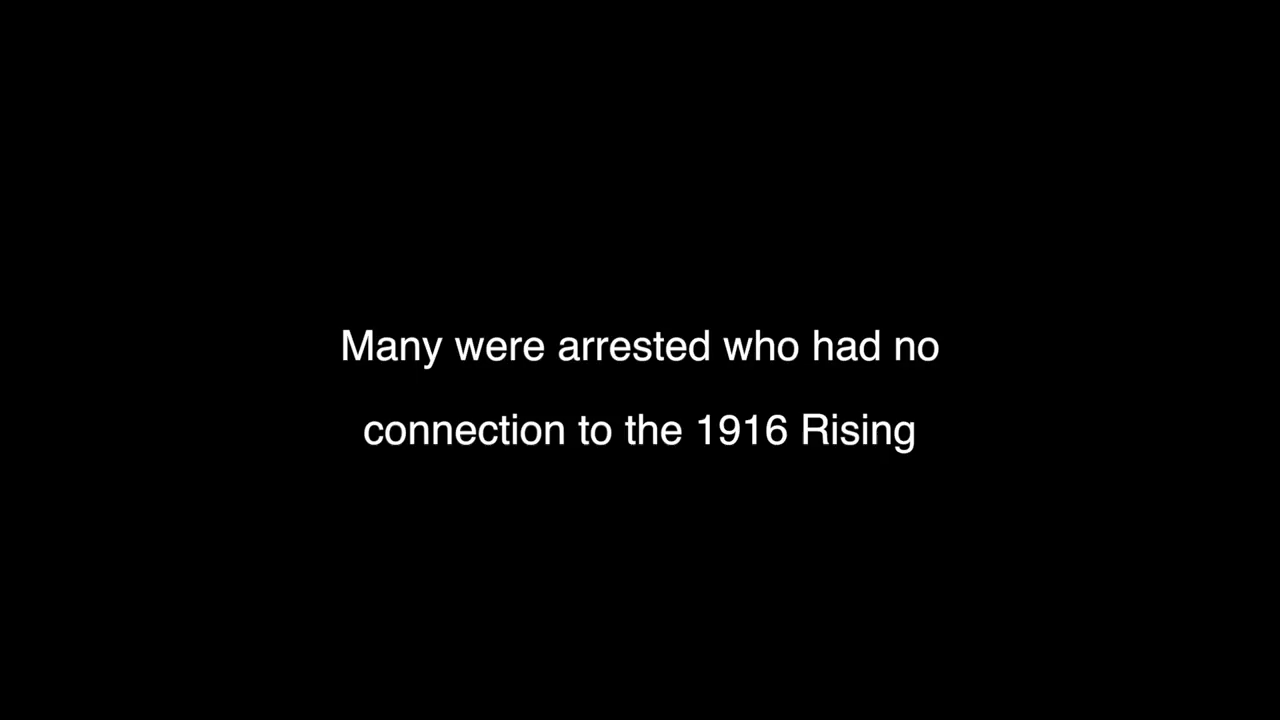 Many were arrested who had no
connection to the 1916 Rising